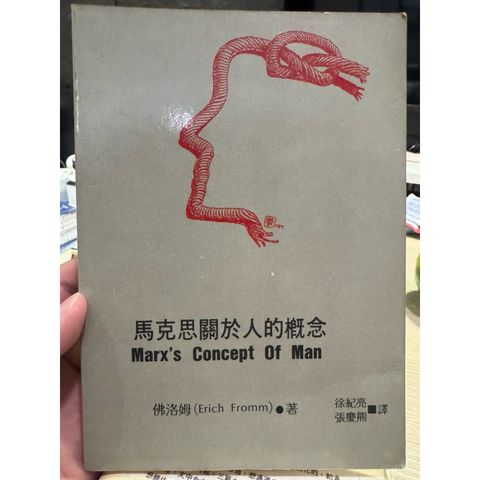 馬克思關於人的概念
Marx's Concept Of Man
佛洛姆(Erich Fromm)●著
徐紀亮
張慶熊■譯